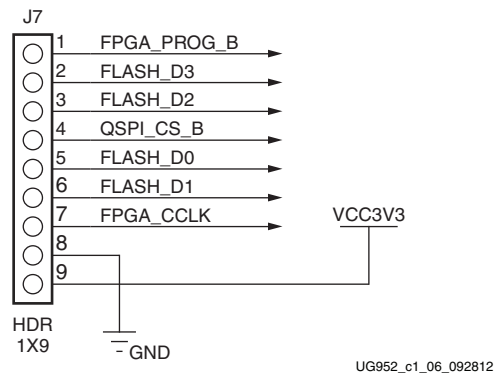 J7
1 FPGA_PROG_B
2 FLASH_D3
3 FLASH_D2
4 QSPI_CS_B
5 FLASH_D0
6 FLASH_D1
7 FPGA_CCLK
VCC3V3
8
9
HDR
1X9
GND
UG952_c1_06_092812